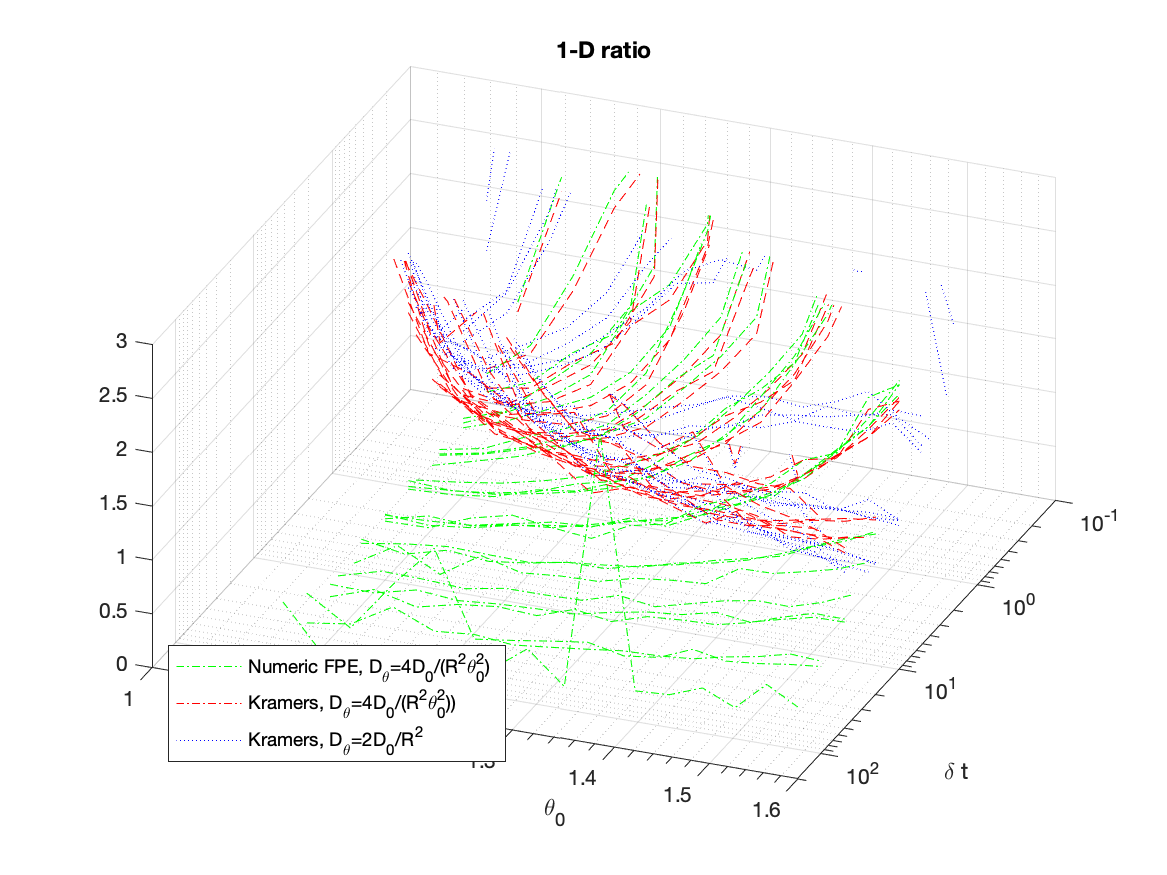 1-D ratio
3
2.5
2
1.5
1
0.5
0
1
1.4
1.5
1.6
θ0
10-1
100
101
102
δ t
Numeric FPE, Dθ=4D0/(R2θ02)
Kramers, Dθ=4D0/(R2θ02))
Kramers, Dθ=2D0/R2